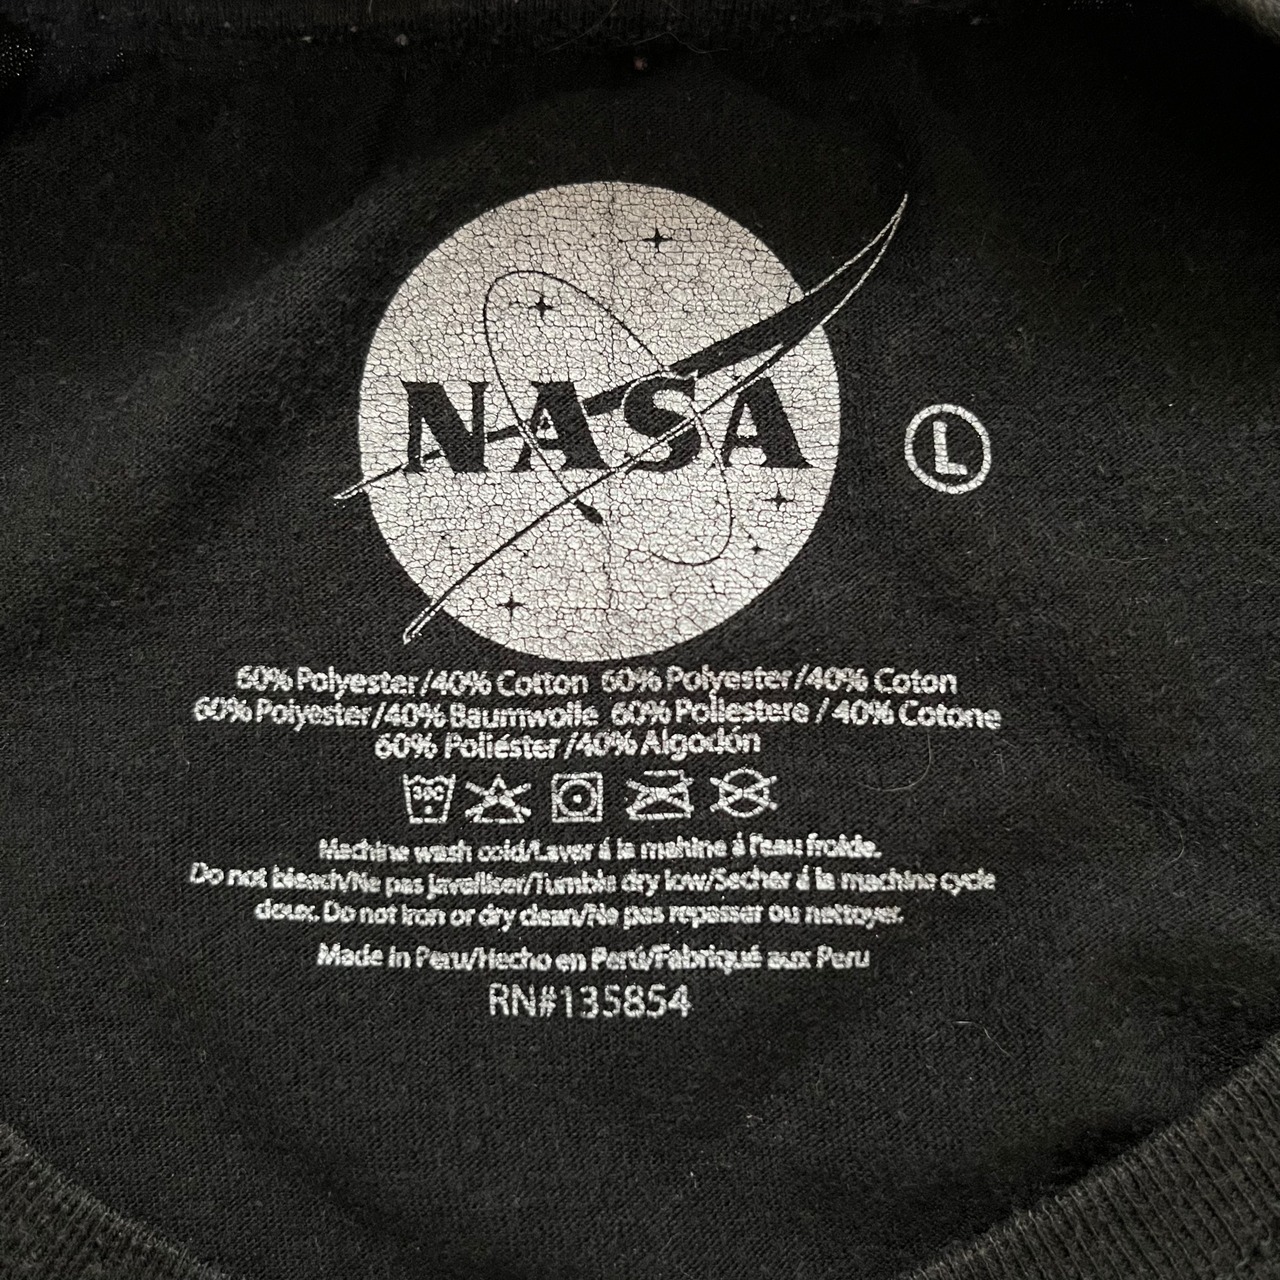 NASA
L
60% Polyester/40% Cotton 60% Polyester/40% Coton
60% Polyester/40% Baumwolle 60% Poliestere / 40% Cotone
60% Poliéster /40% Algodón
30C
Machine wash cold/Laver á la mahine á l'eau froide.
Do not bleach/Ne pas javelliser/Tumble dry low/Secher á la machine cycle
doux. Do not iron or dry clean/Ne pas repasser ou nettoyer.
Made in Peru/Hecho en Perú/Fabriqué aux Peru
RN#135854